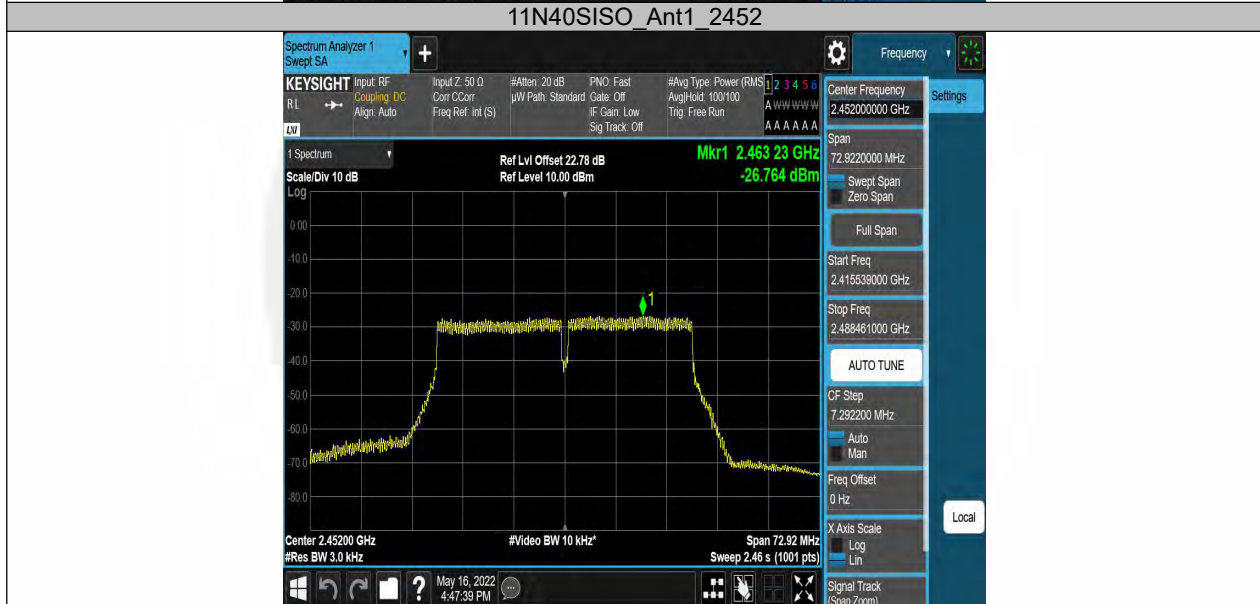 11N40SISO_Ant1_2452
Spectrum Analyzer 1
Swept SA
Frequency
KEYSIGHT
RL
LXI
Input: RF
Coupling: DC
Align: Auto
Input Z: 50 Ω
Corr CCorr
Freq Ref: Int (S)
#Atten: 20 dB
µW Path: Standard
PNO: Fast
Gate: Off
IF Gain: Low
Sig Track: Off
#Avg Type: Power (RMS
Avg|Hold: 100/100
Trig: Free Run
1 2 3 4 5 6
A W W W W W
A A A A A A
1 Spectrum
Scale/Div 10 dB
Log
Ref Lvl Offset 22.78 dB
Ref Level 10.00 dBm
Mkr1 2.463 23 GHz
-26.764 dBm
0.00
-10.0
-20.0
-30.0
-40.0
-50.0
-60.0
-70.0
-80.0
1
Center 2.45200 GHz
#Res BW 3.0 kHz
#Video BW 10 kHz*
Span 72.92 MHz
Sweep 2.46 s (1001 pts)
May 16, 2022
4:47:39 PM
Center Frequency
2.452000000 GHz
Settings
Span
72.9220000 MHz
Swept Span
Zero Span
Full Span
Start Freq
2.415539000 GHz
Stop Freq
2.488461000 GHz
AUTO TUNE
CF Step
7.292200 MHz
Auto
Man
Freq Offset
0 Hz
Local
X Axis Scale
Log
Lin
Signal Track
(Span Zoom)